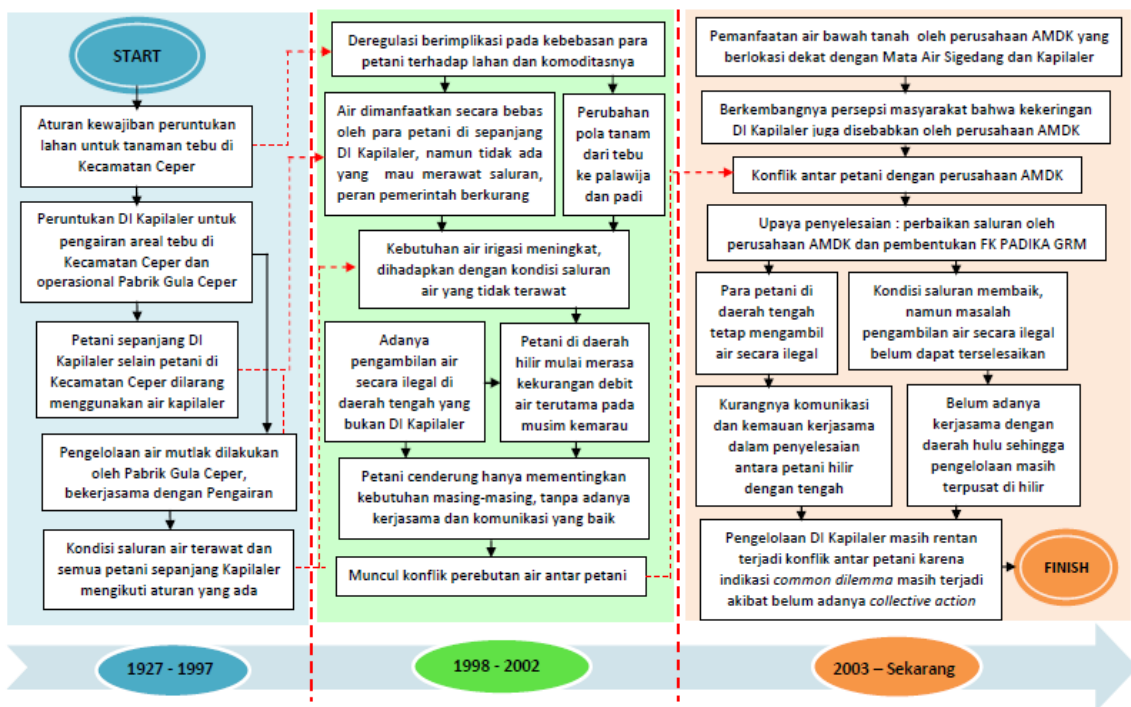 START
Aturan kewajiban peruntukan
lahan untuk tanaman tebu di
Kecamatan Ceper
Peruntukan DI Kapilaler untuk
pengairan areal tebu di
Kecamatan Ceper dan
operasional Pabrik Gula Ceper
Petani sepanjang DI
Kapilaler selain petani di
Kecamatan Ceper dilarang
menggunakan air kapilaler
Pengelolaan air mutlak dilakukan
oleh Pabrik Gula Ceper,
bekerjasama dengan Pengairan
Kondisi saluran air terawat dan
semua petani sepanjang Kapilaler
mengikuti aturan yang ada
Deregulasi berimplikasi pada kebebasan para
petani terhadap lahan dan komoditasnya
Air dimanfaatkan secara bebas
oleh para petani di sepanjang
DI Kapilaler, namun tidak ada
yang mau merawat saluran,
peran pemerintah berkurang
Perubahan
pola tanam
dari tebu
ke palawija
dan padi
Kebutuhan air irigasi meningkat,
dihadapkan dengan kondisi saluran
air yang tidak terawat
Adanya
pengambilan air
secara ilegal di
daerah tengah yang
bukan DI Kapilaler
Petani di daerah
hilir mulai merasa
kekurangan debit
air terutama pada
musim kemarau
Petani cenderung hanya mementingkan
kebutuhan masing-masing, tanpa adanya
kerjasama dan komunikasi yang baik
Muncul konflik perebutan air antar petani
Pemanfaatan air bawah tanah oleh perusahaan AMDK yang
berlokasi dekat dengan Mata Air Sigedang dan Kapilaler
Berkembangnya persepsi masyarakat bahwa kekeringan
DI Kapilaler juga disebabkan oleh perusahaan AMDK
Konflik antar petani dengan perusahaan AMDK
Upaya penyelesaian : perbaikan saluran oleh
perusahaan AMDK dan pembentukan FK PADIKA GRM
Para petani di
daerah tengah
tetap mengambil
air secara ilegal
Kondisi saluran membaik,
namun masalah
pengambilan air secara ilegal
belum dapat terselesaikan
Kurangnya komunikasi
dan kemauan kerjasama
dalam penyelesaian
antara petani hilir
dengan tengah
Belum adanya
kerjasama dengan
daerah hulu sehingga
pengelolaan masih
terpusat di hilir
Pengelolaan DI Kapilaler masih rentan
terjadi konflik antar petani karena
indikasi common dilemma masih terjadi
akibat belum adanya collective action
FINISH
1927 - 1997
1998 - 2002
2003 – Sekarang